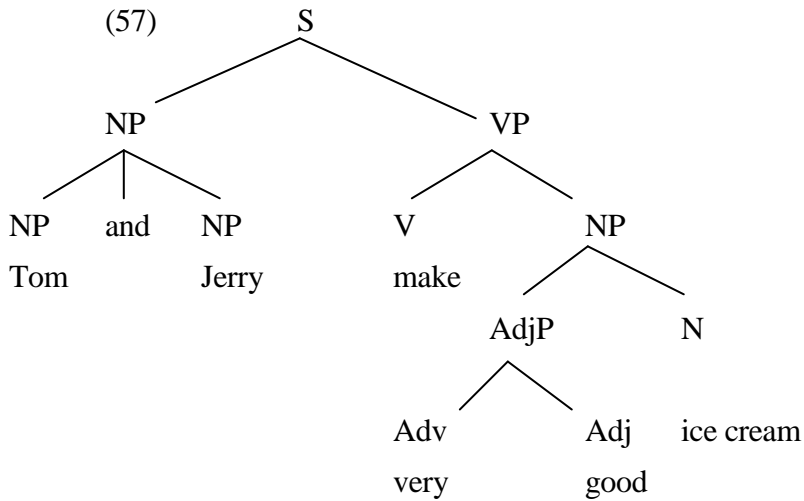 (57) S
NP VP
NP and NP V NP
Tom Jerry make
AdjP N
Adv Adj ice cream
very good